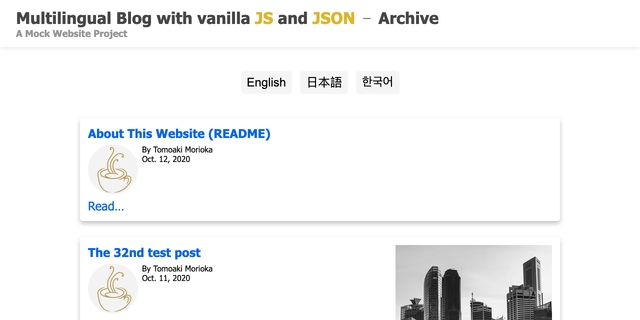 Multilingual Blog with vanilla JS and JSON – Archive
A Mock Website Project
English 日本語 한국어
About This Website (README)
By Tomoaki Morioka
Oct. 12, 2020
Read...
The 32nd test post
By Tomoaki Morioka
Oct. 11, 2020